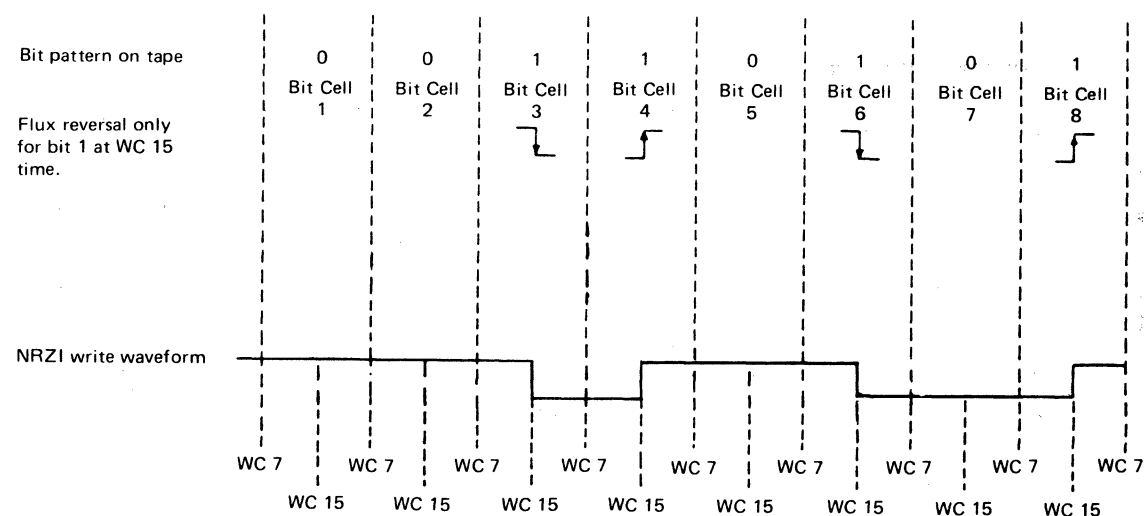 Bit pattern on tape
0 0 1 1 0 1 0 1
Bit Cell Bit Cell Bit Cell Bit Cell Bit Cell Bit Cell Bit Cell Bit Cell
1 2 3 4 5 6 7 8
Flux reversal only
for bit 1 at WC 15
time.
NRZI write waveform
WC 7 WC 7 WC 7 WC 7 WC 7 WC 7 WC 7 WC 7 WC 7
WC 15 WC 15 WC 15 WC 15 WC 15 WC 15 WC 15 WC 15